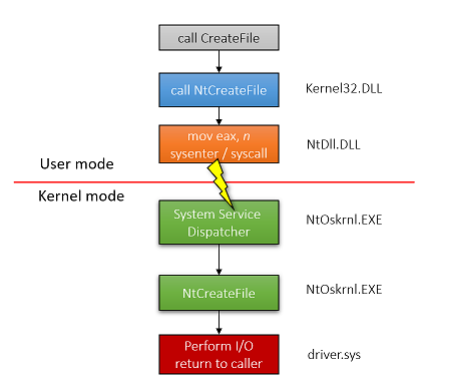 call CreateFile
call NtCreateFile
Kernel32.DLL
mov eax, n
sysenter / syscall
NtDll.DLL
User mode
Kernel mode
System Service
Dispatcher
NtOskrnl.EXE
NtCreateFile
NtOskrnl.EXE
Perform I/O
return to caller
driver.sys